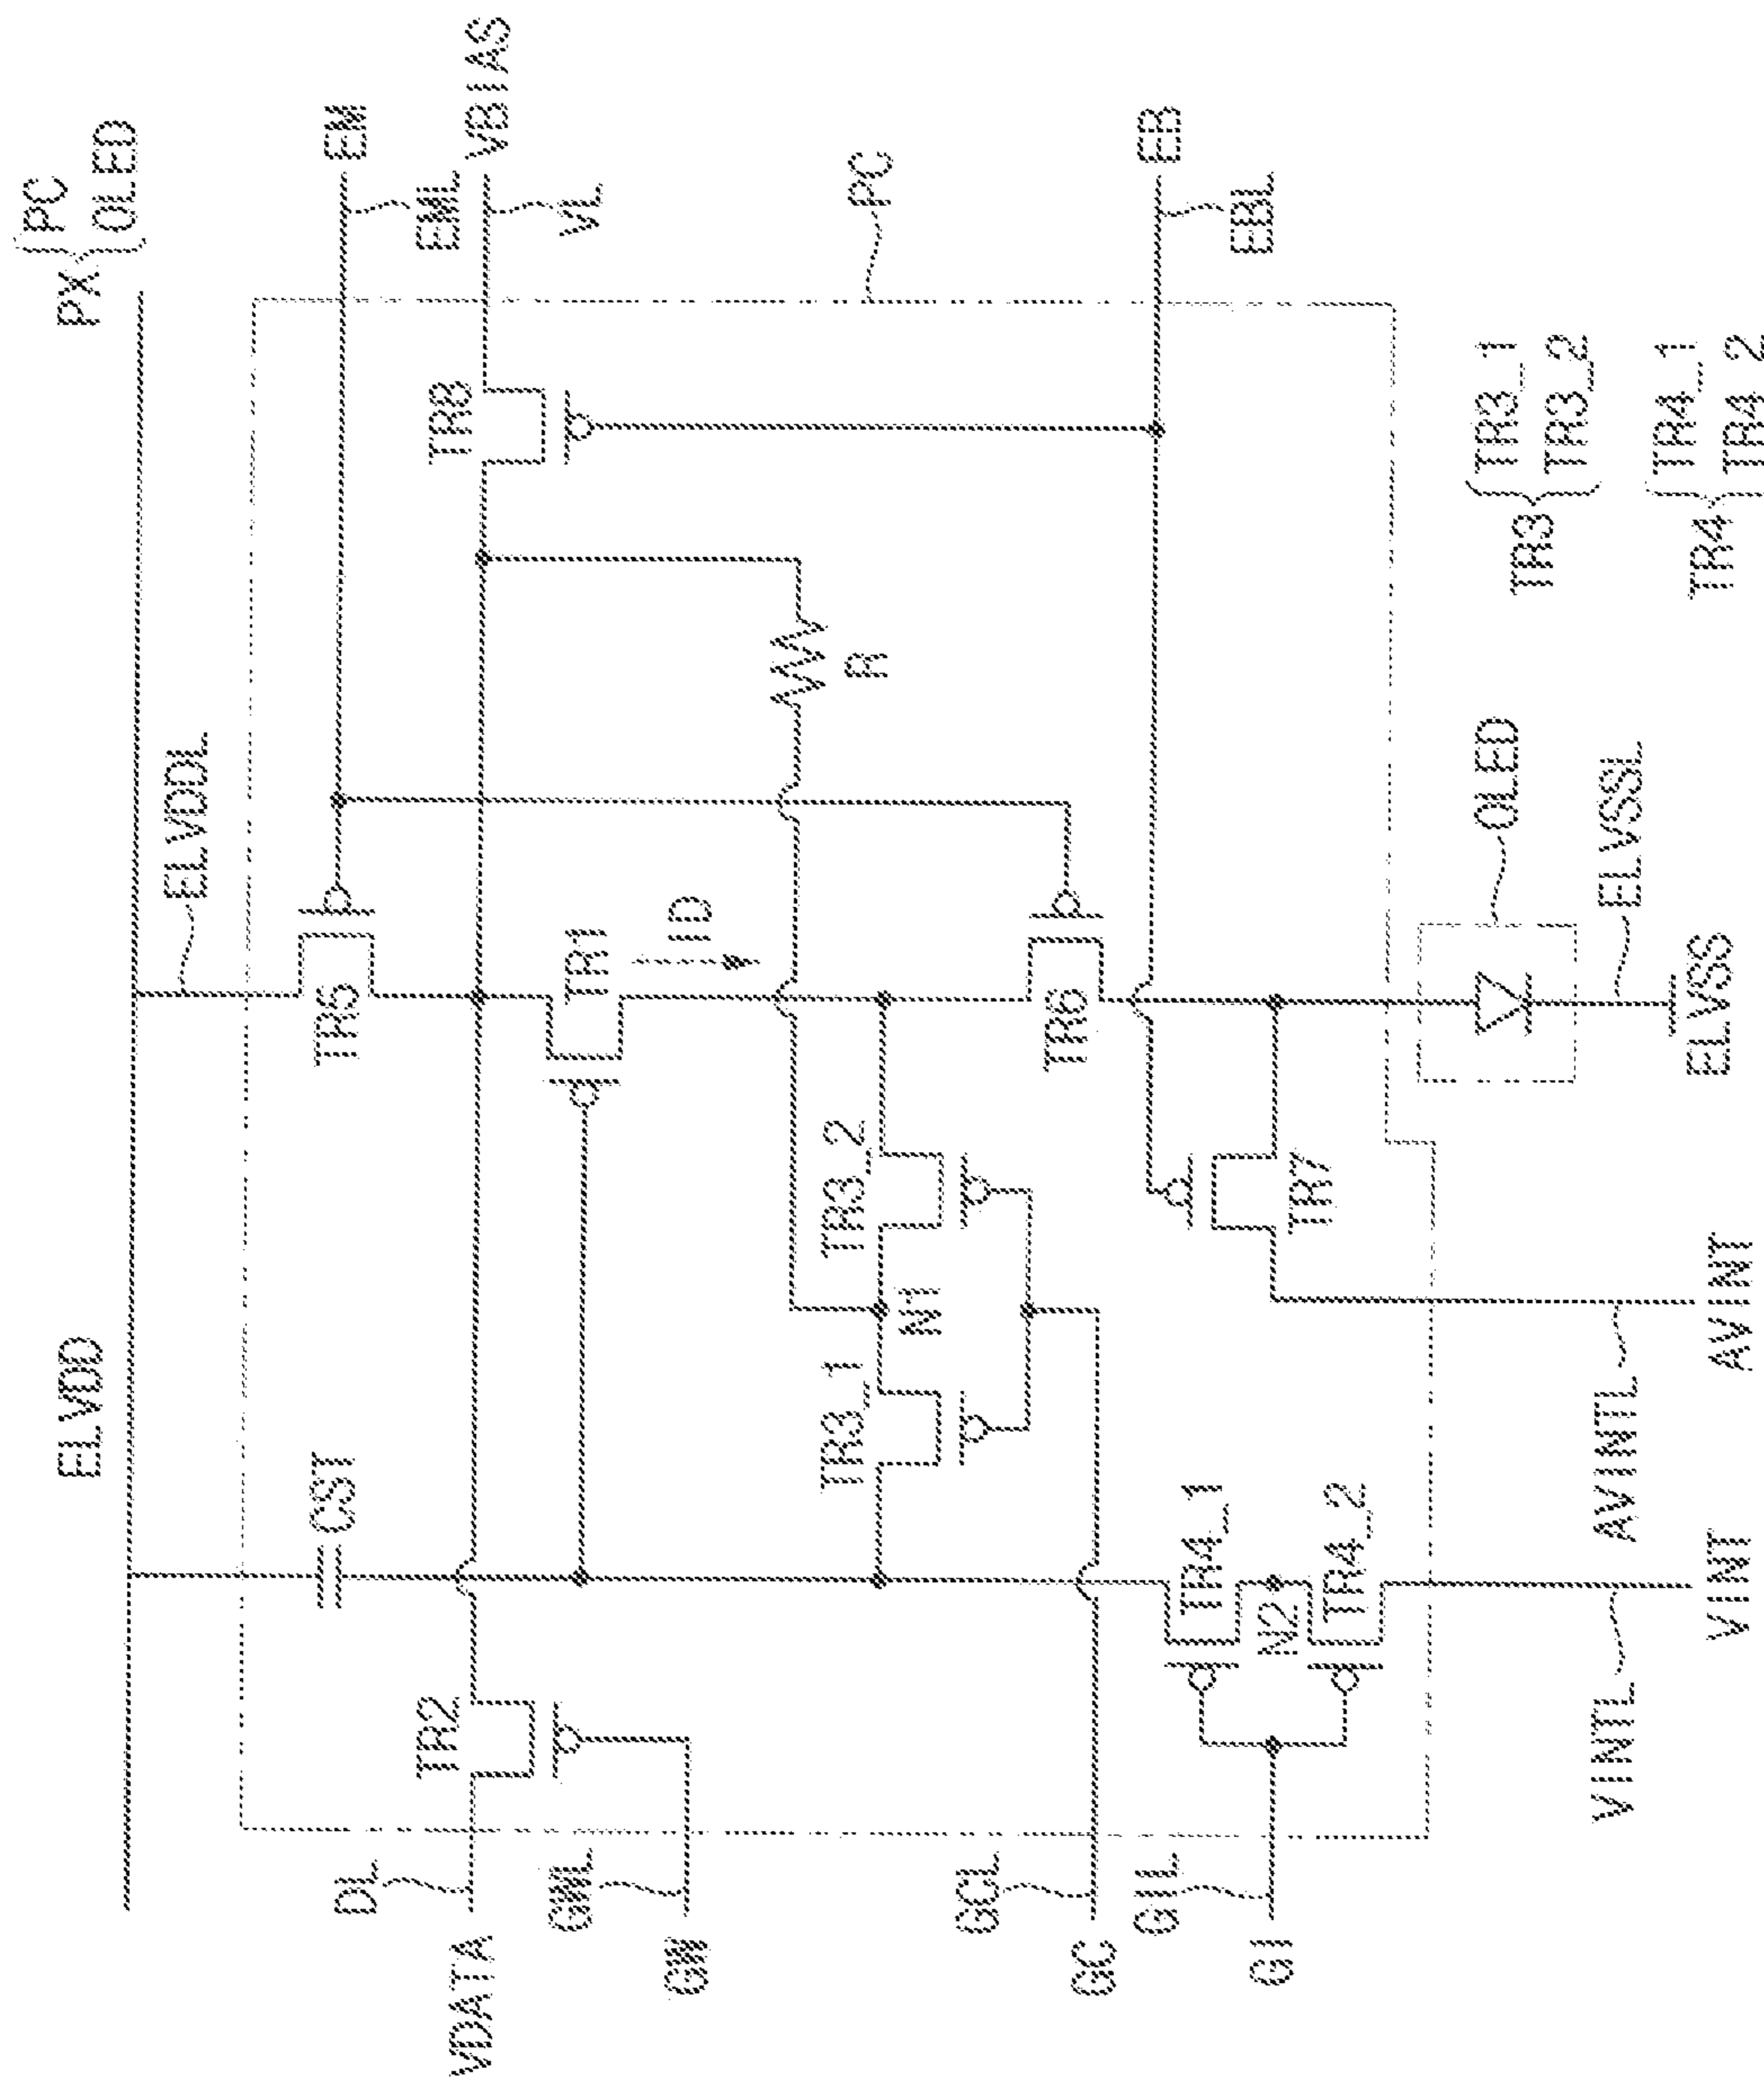 PX
PC
OLED
ELVDD
ELVDDL
EM
EML
VBIAS
VL
CST
TR5
TR8
DL
VDATA
TR2
TR1
ID
GWL
GW
R
PC
TR3_1
N1
TR3_2
GCL
GC
TR6
EB
EBL
GIL
GI
TR4_1
N2
TR4_2
TR7
OLED
TR3
TR3_1
TR3_2
VINTL
AVINTL
ELVSSL
VINT
AVINT
ELVSS
TR4
TR4_1
TR4_2